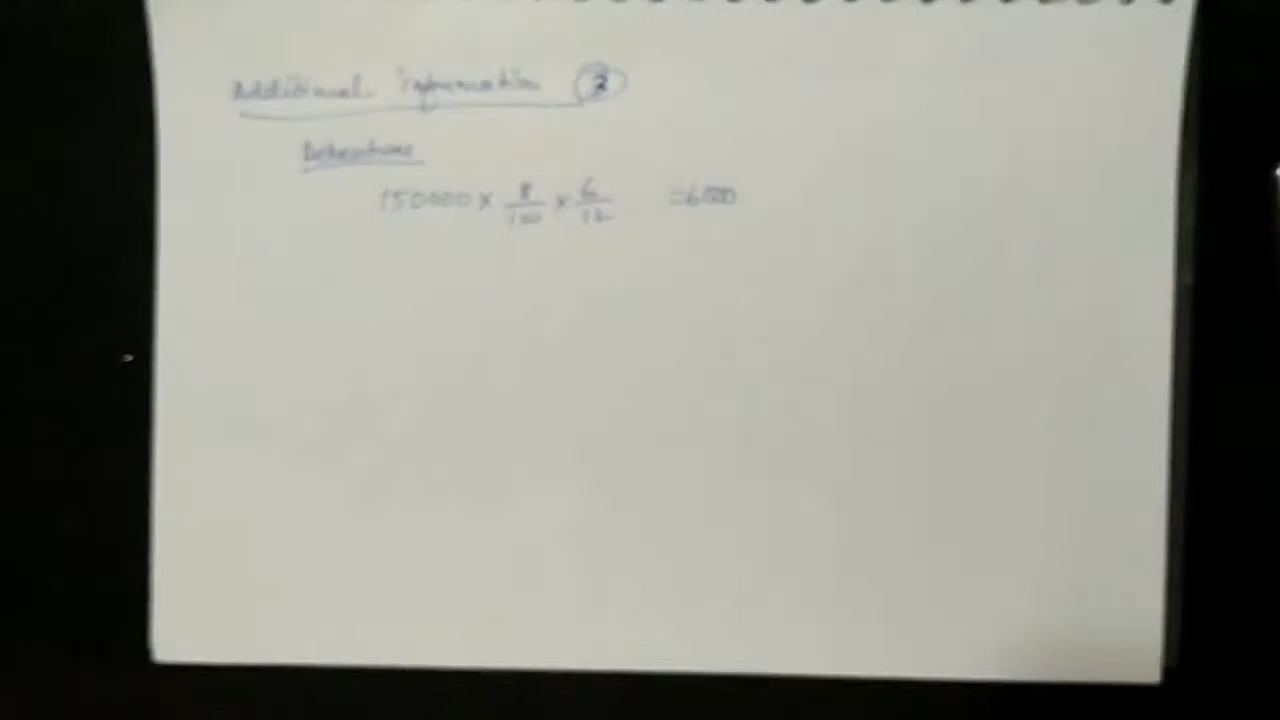 Additional information ③
Debentures
150000 × 8/100 × 6/12 = 6000